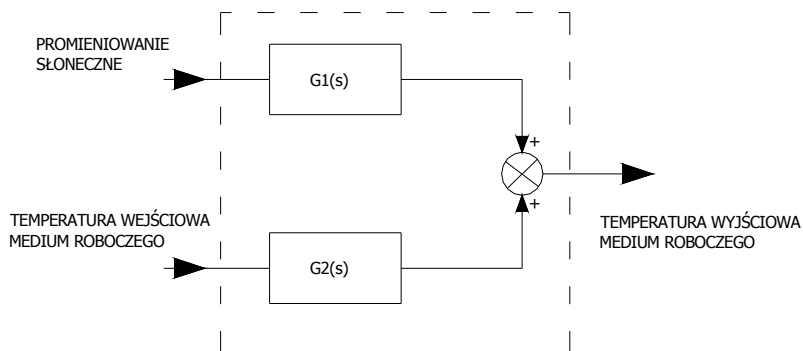 PROMIENIOWANIE
SŁONECZNE
G1(s)
+
+
TEMPERATURA WEJŚCIOWA
MEDIUM ROBOCZEGO
G2(s)
TEMPERATURA WYJŚCIOWA
MEDIUM ROBOCZEGO